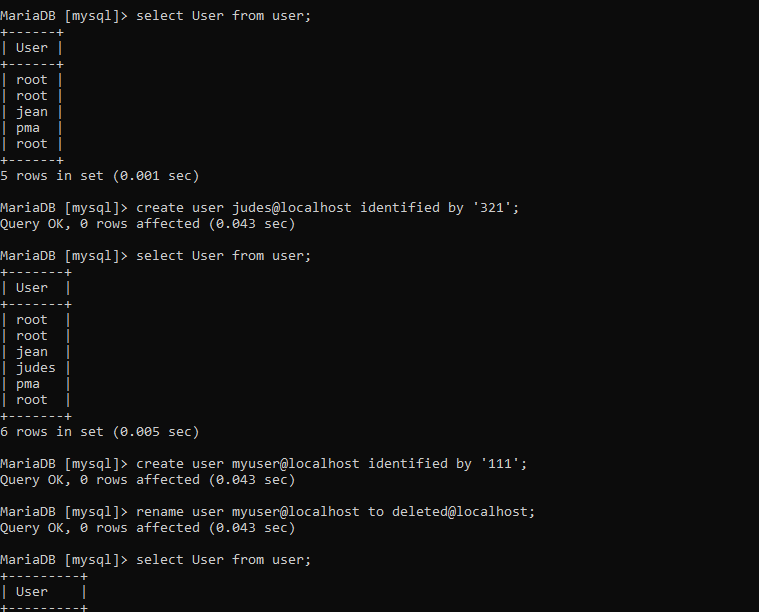 MariaDB [mysql]> select User from user;
+------+
| User |
+------+
| root |
| root |
| jean |
| pma  |
| root |
+------+
5 rows in set (0.001 sec)
MariaDB [mysql]> create user judes@localhost identified by '321';
Query OK, 0 rows affected (0.043 sec)
MariaDB [mysql]> select User from user;
+-------+
| User  |
+-------+
| root  |
| root  |
| jean  |
| judes |
| pma   |
| root  |
+-------+
6 rows in set (0.005 sec)
MariaDB [mysql]> create user myuser@localhost identified by '111';
Query OK, 0 rows affected (0.043 sec)
MariaDB [mysql]> rename user myuser@localhost to deleted@localhost;
Query OK, 0 rows affected (0.043 sec)
MariaDB [mysql]> select User from user;
+---------+
| User    |
+---------+